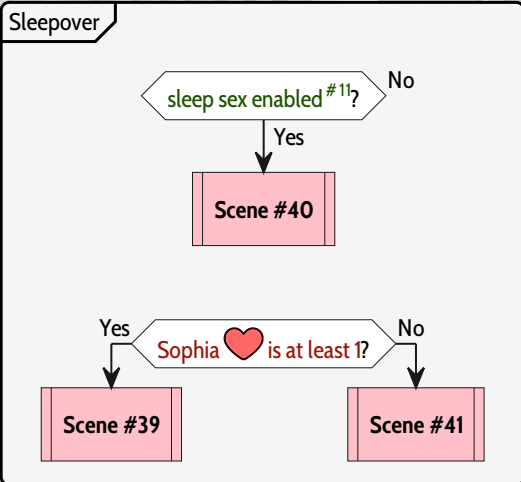 Sleepover
No
sleep sex enabled #11?
Yes
Scene #40
Yes
No
Sophia is at least 1?
Scene #39
Scene #41